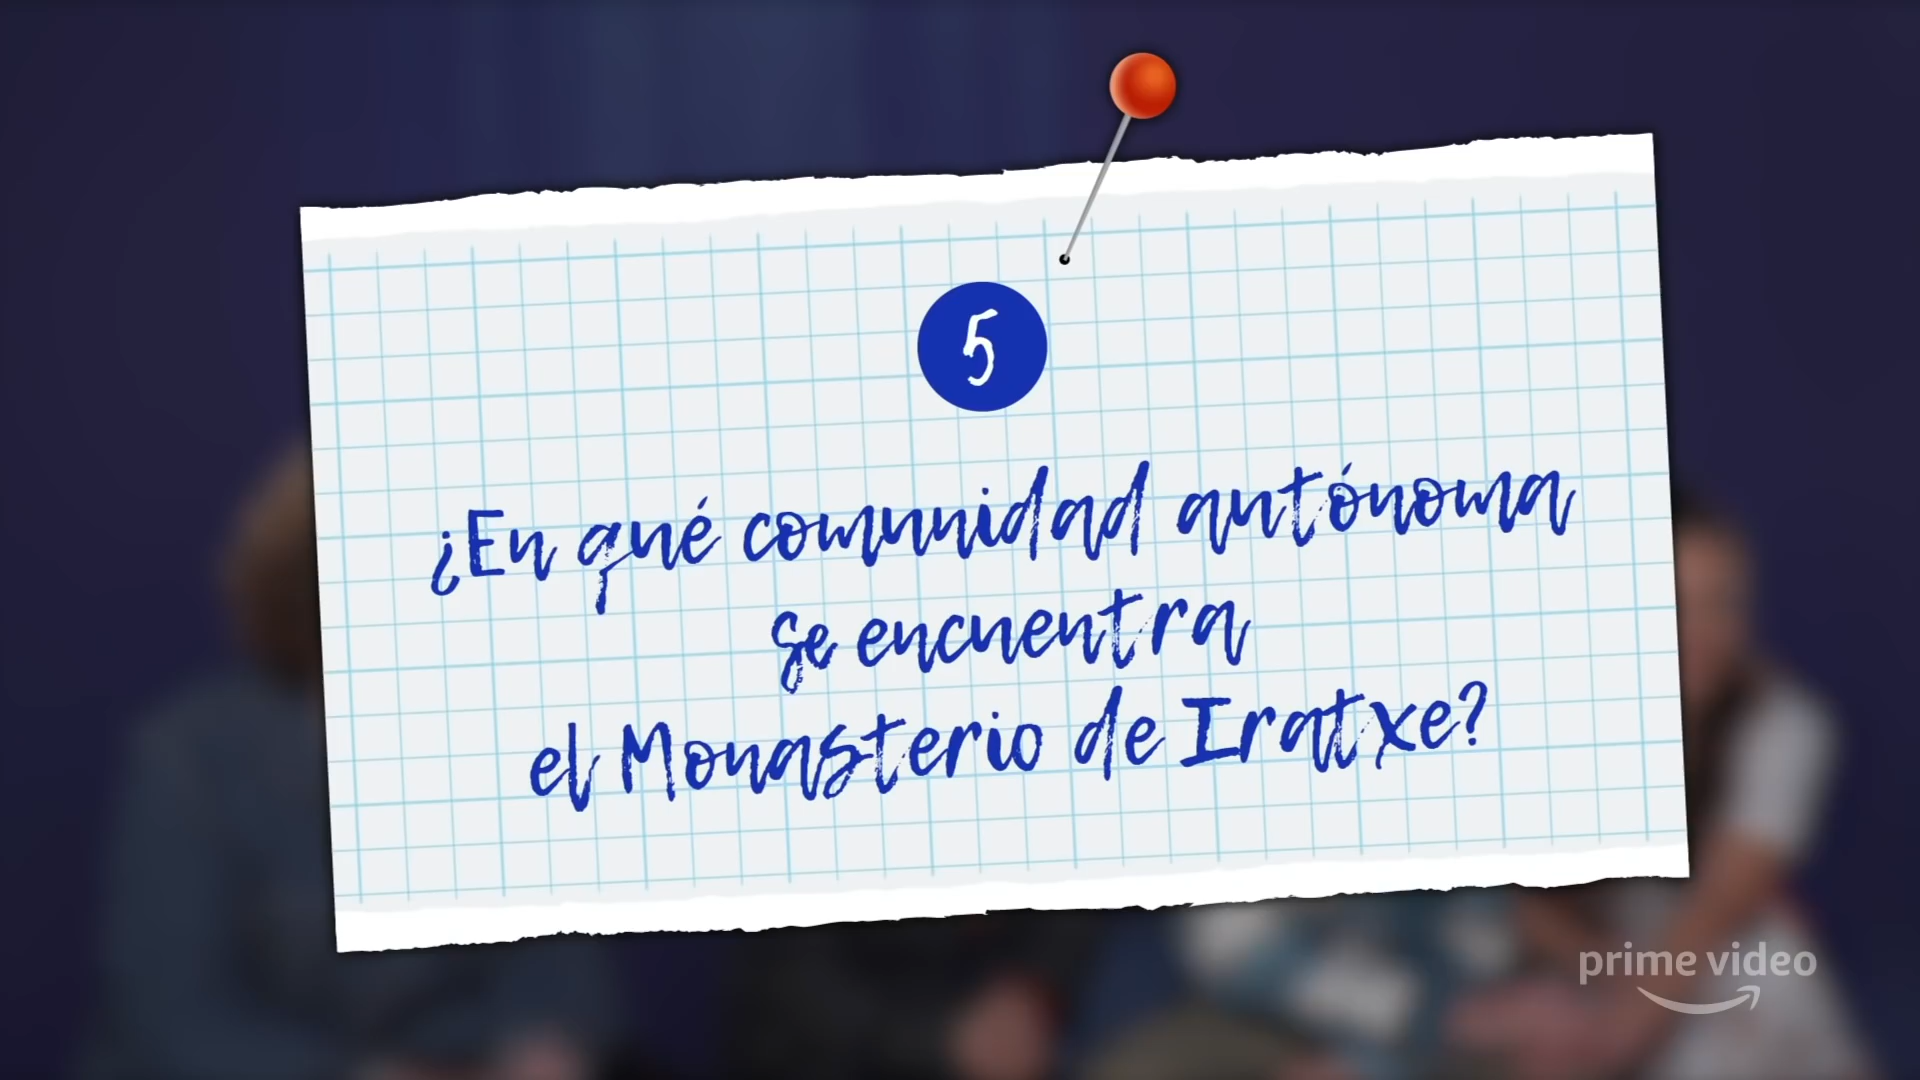 5
¿En qué comunidad autónoma
se encuentra
el Monasterio de Iratxe?
prime video